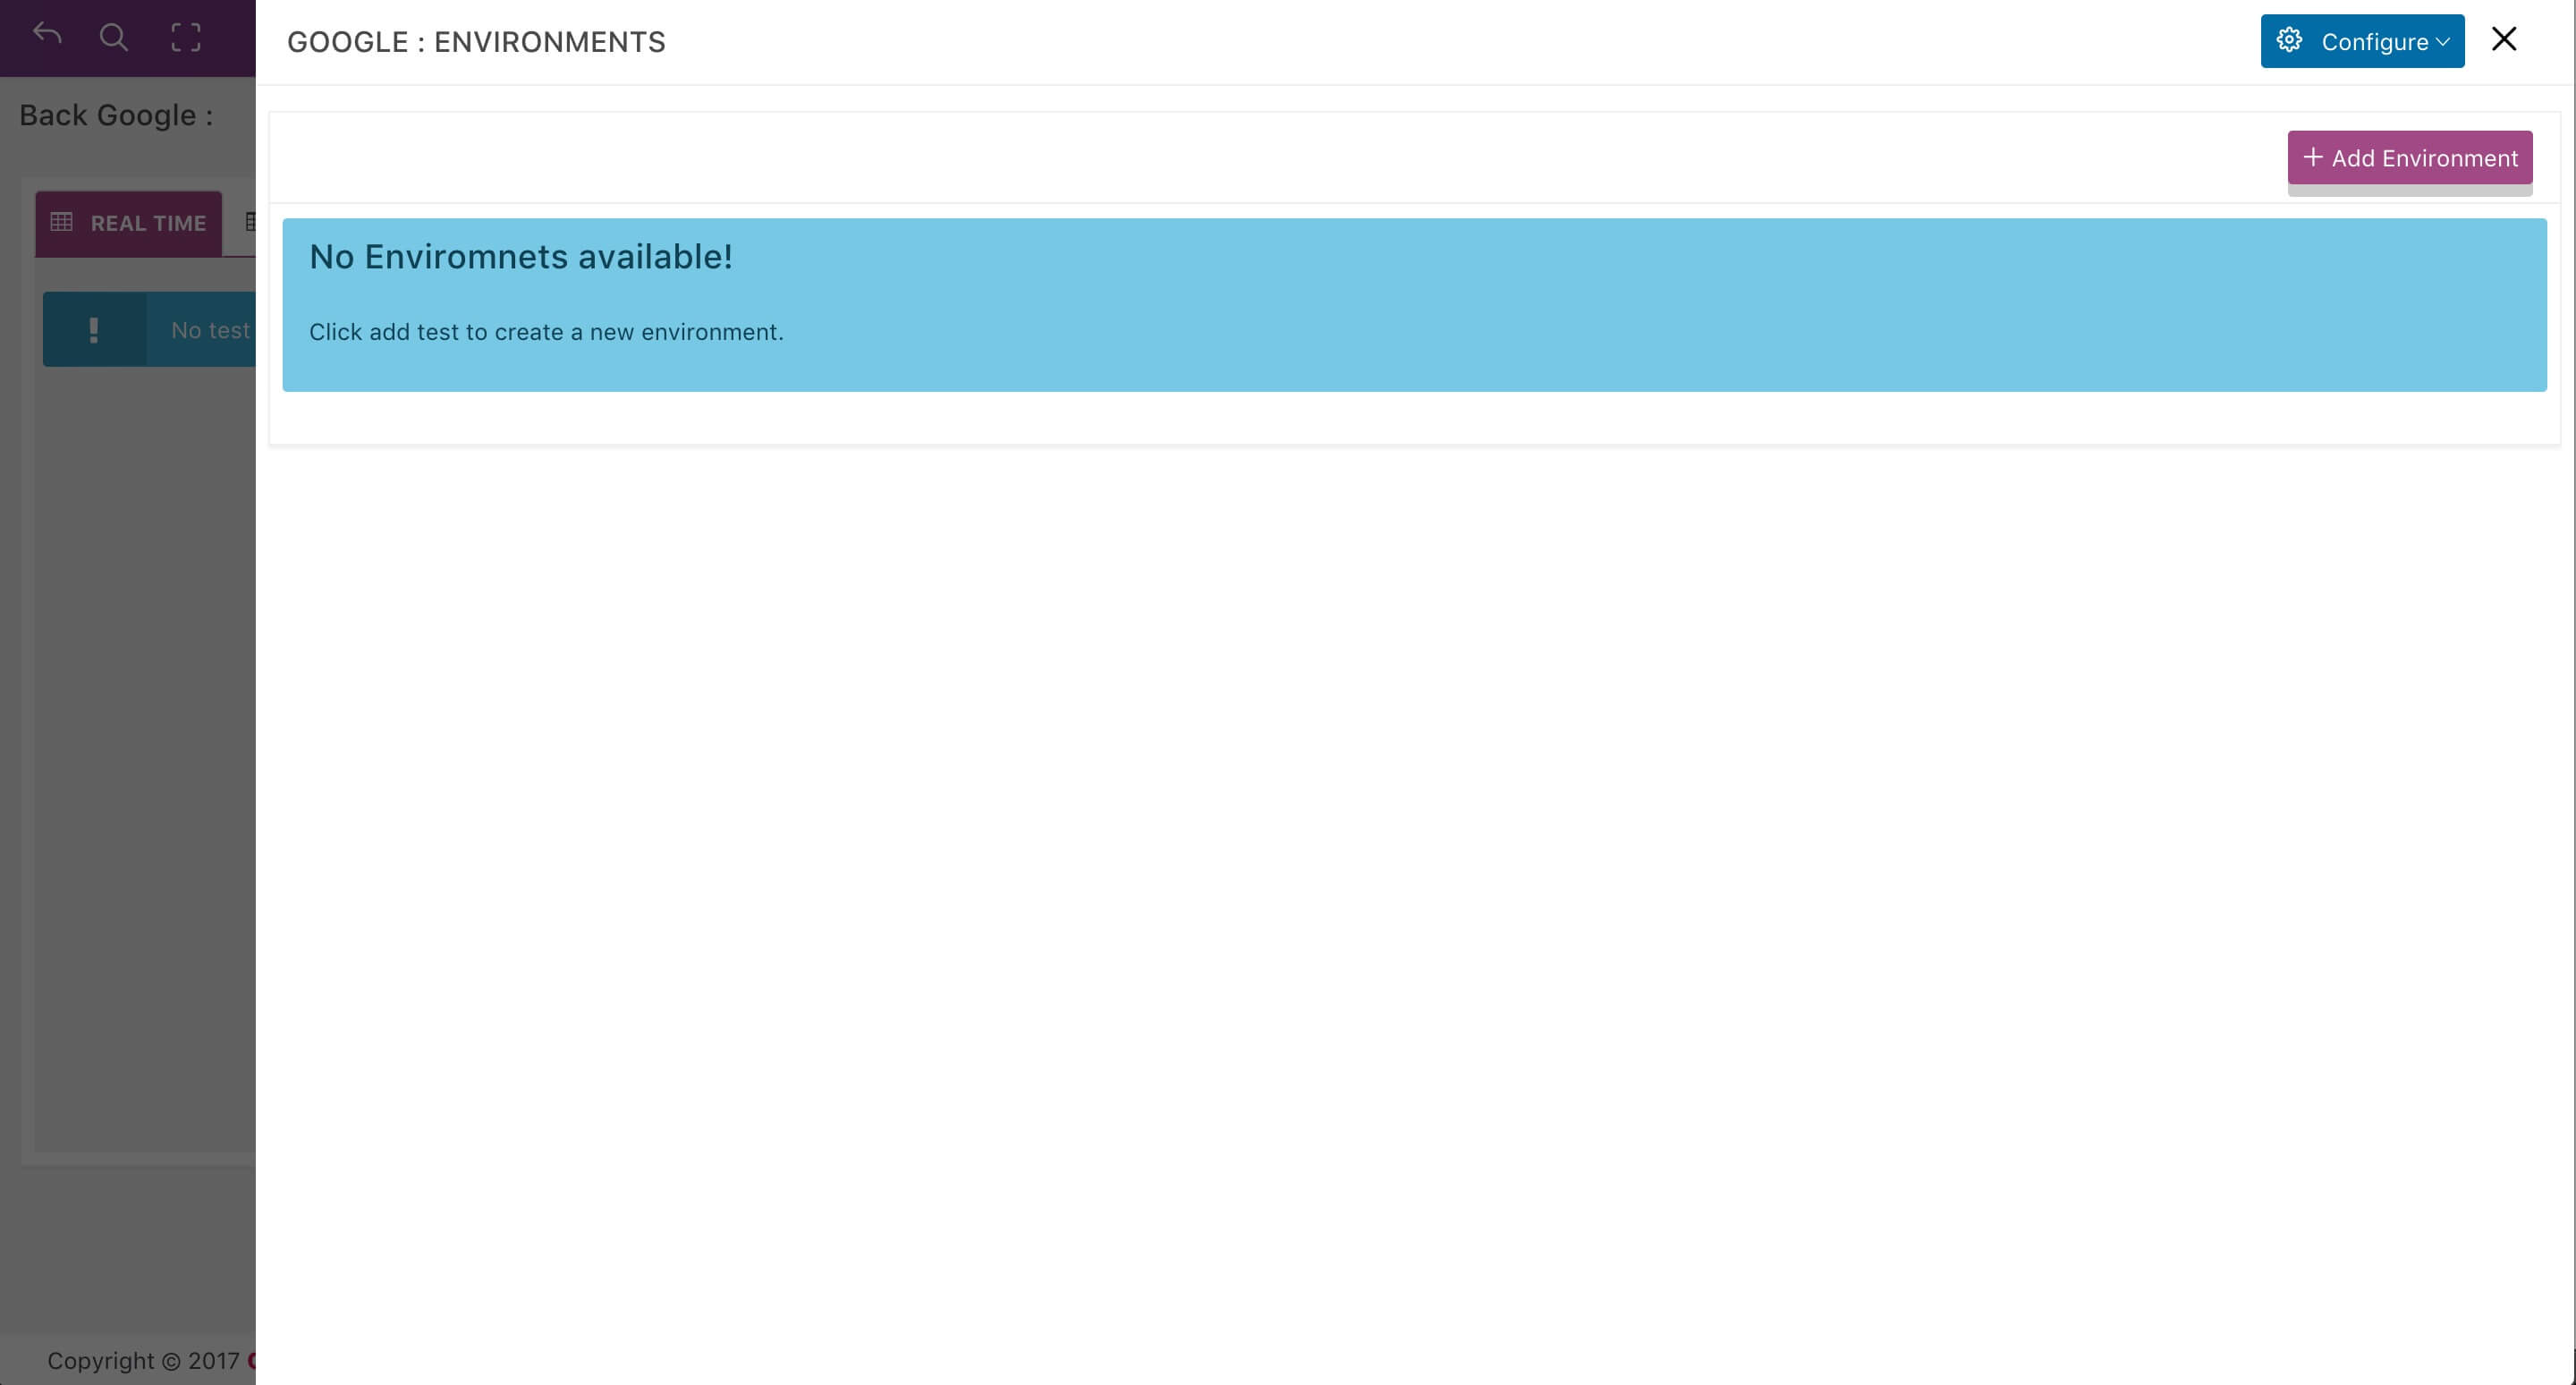 GOOGLE : ENVIRONMENTS
Configure
Back Google :
Add Environment
REAL TIME
No Enviromnets available!
Click add test to create a new environment.
No test
Copyright © 2017